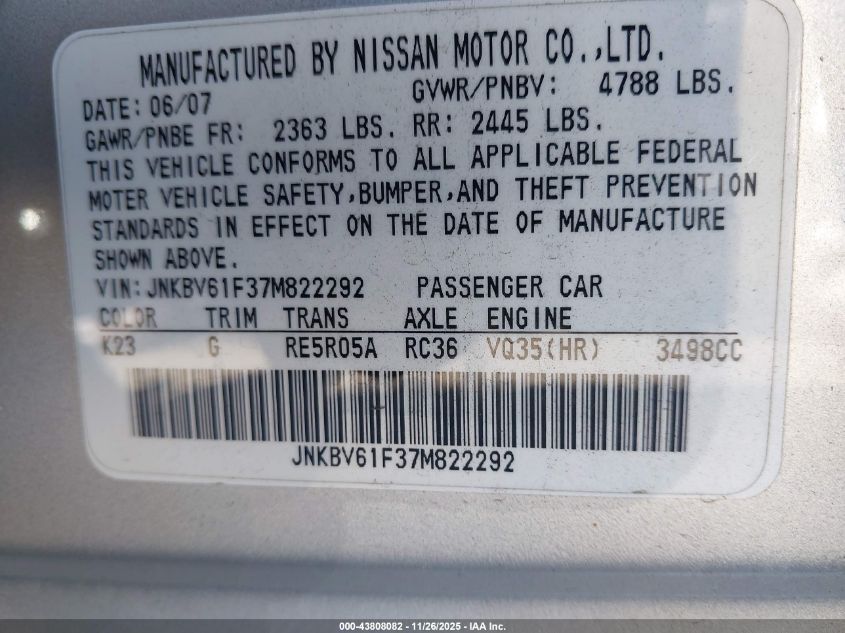 MANUFACTURED BY NISSAN MOTOR CO.,LTD.
DATE: 06/07 GVWR/PNBV: 4788 LBS.
GAWR/PNBE FR: 2363 LBS. RR: 2445 LBS.
THIS VEHICLE CONFORMS TO ALL APPLICABLE FEDERAL
MOTER VEHICLE SAFETY,BUMPER,AND THEFT PREVENTION
STANDARDS IN EFFECT ON THE DATE OF MANUFACTURE
SHOWN ABOVE.
VIN: JNKBV61F37M822292 PASSENGER CAR
COLOR TRIM TRANS AXLE ENGINE
K23 G RE5R05A RC36 VQ35(HR) 3498CC
JNKBV61F37M822292
000-43808082 - 11/26/2025 - IAA Inc.